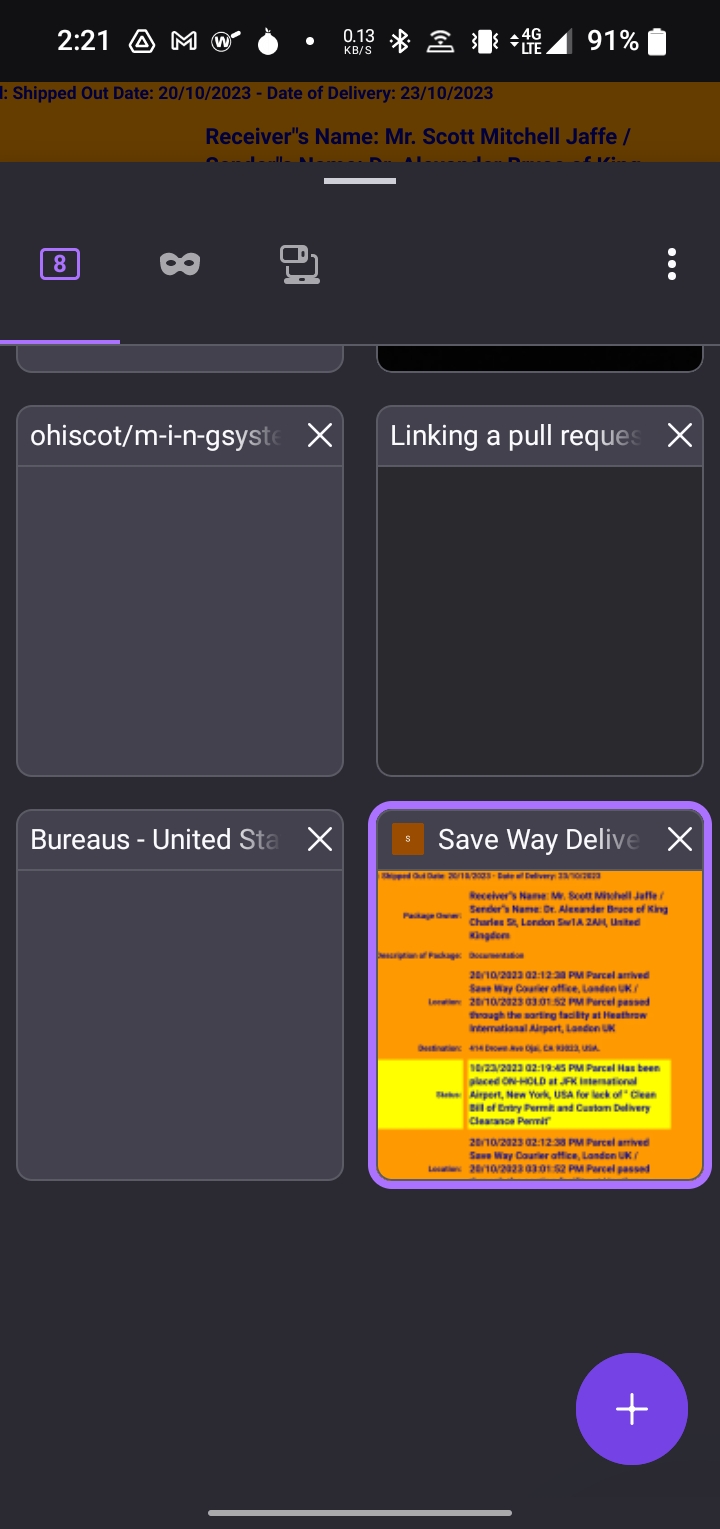 2:21 0.13 KB/S 4G LTE 91%
: Shipped Out Date: 20/10/2023 - Date of Delivery: 23/10/2023
Receiver"s Name: Mr. Scott Mitchell Jaffe /
Sender"s Name: Dr. Alexander Bruce of King
8
ohiscot/m-i-n-gsyste
Linking a pull reques
Bureaus - United Sta
S
Save Way Delive
Shipped Out Date: 20/10/2023 - Date of Delivery: 23/10/2023
Receiver"s Name: Mr. Scott Mitchell Jaffe /
Package Owner: Sender"s Name: Dr. Alexander Bruce of King
Charles St, London Sw1A 2AH, United
Kingdom
Description of Package: Documentation
20/10/2023 02:12:38 PM Parcel arrived
Save Way Courier office, London UK /
Location: 20/10/2023 03:01:52 PM Parcel passed
through the sorting facility at Heathrow
International Airport, London UK
Destination: 414 Drown Ave Ojai, CA 93023, USA.
10/23/2023 02:19:45 PM Parcel Has been
placed ON-HOLD at JFK International
Status: Airport, New York, USA for lack of " Clean
Bill of Entry Permit and Custom Delivery
Clearance Permit"
20/10/2023 02:12:38 PM Parcel arrived
Save Way Courier office, London UK /
Location: 20/10/2023 03:01:52 PM Parcel passed